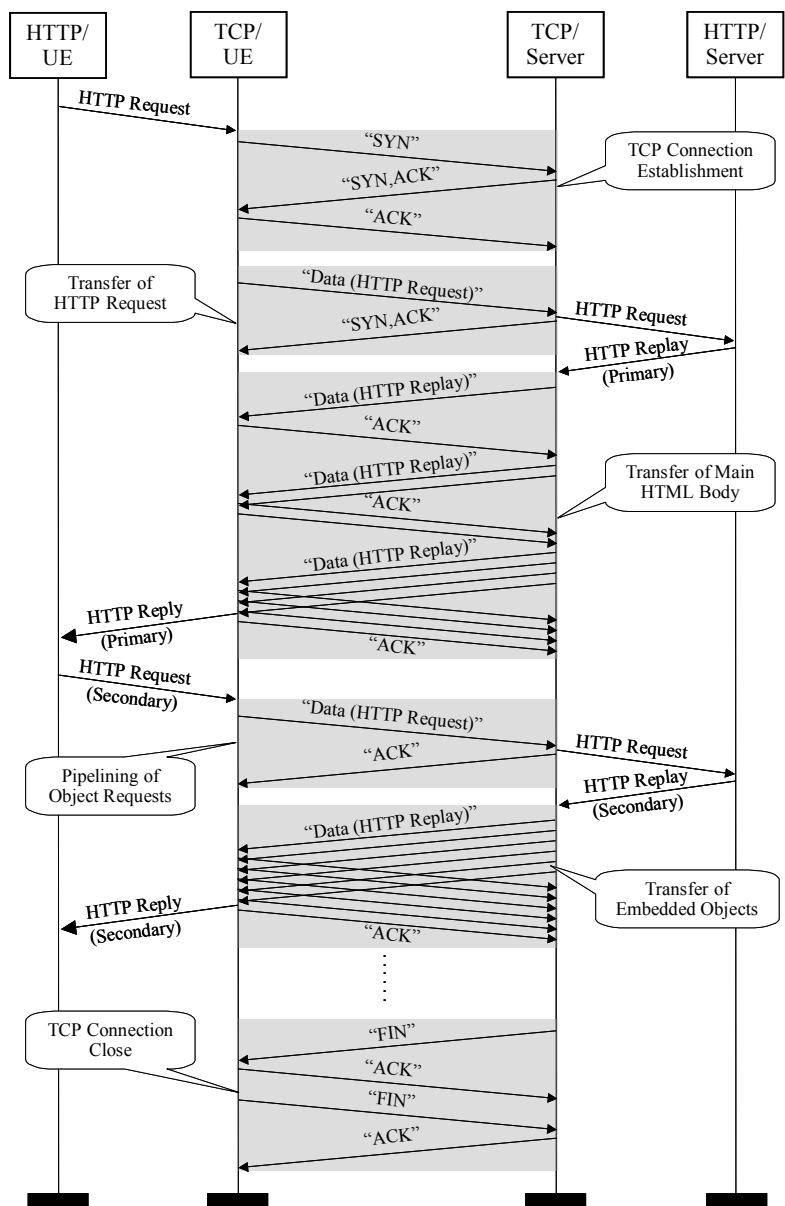 HTTP/
UE
TCP/
UE
TCP/
Server
HTTP/
Server
HTTP Request
“SYN”
TCP Connection
Establishment
“SYN,ACK”
“ACK”
Transfer of
HTTP Request
“Data (HTTP Request)”
“SYN,ACK”
HTTP Request
HTTP Replay
(Primary)
“Data (HTTP Replay)”
“ACK”
“Data (HTTP Replay)”
“ACK”
Transfer of Main
HTML Body
“Data (HTTP Replay)”
HTTP Reply
(Primary)
“ACK”
HTTP Request
(Secondary)
“Data (HTTP Request)”
“ACK”
HTTP Request
Pipelining of
Object Requests
HTTP Replay
(Secondary)
“Data (HTTP Replay)”
Transfer of
Embedded Objects
HTTP Reply
(Secondary)
“ACK”
TCP Connection
Close
“FIN”
“ACK”
“FIN”
“ACK”